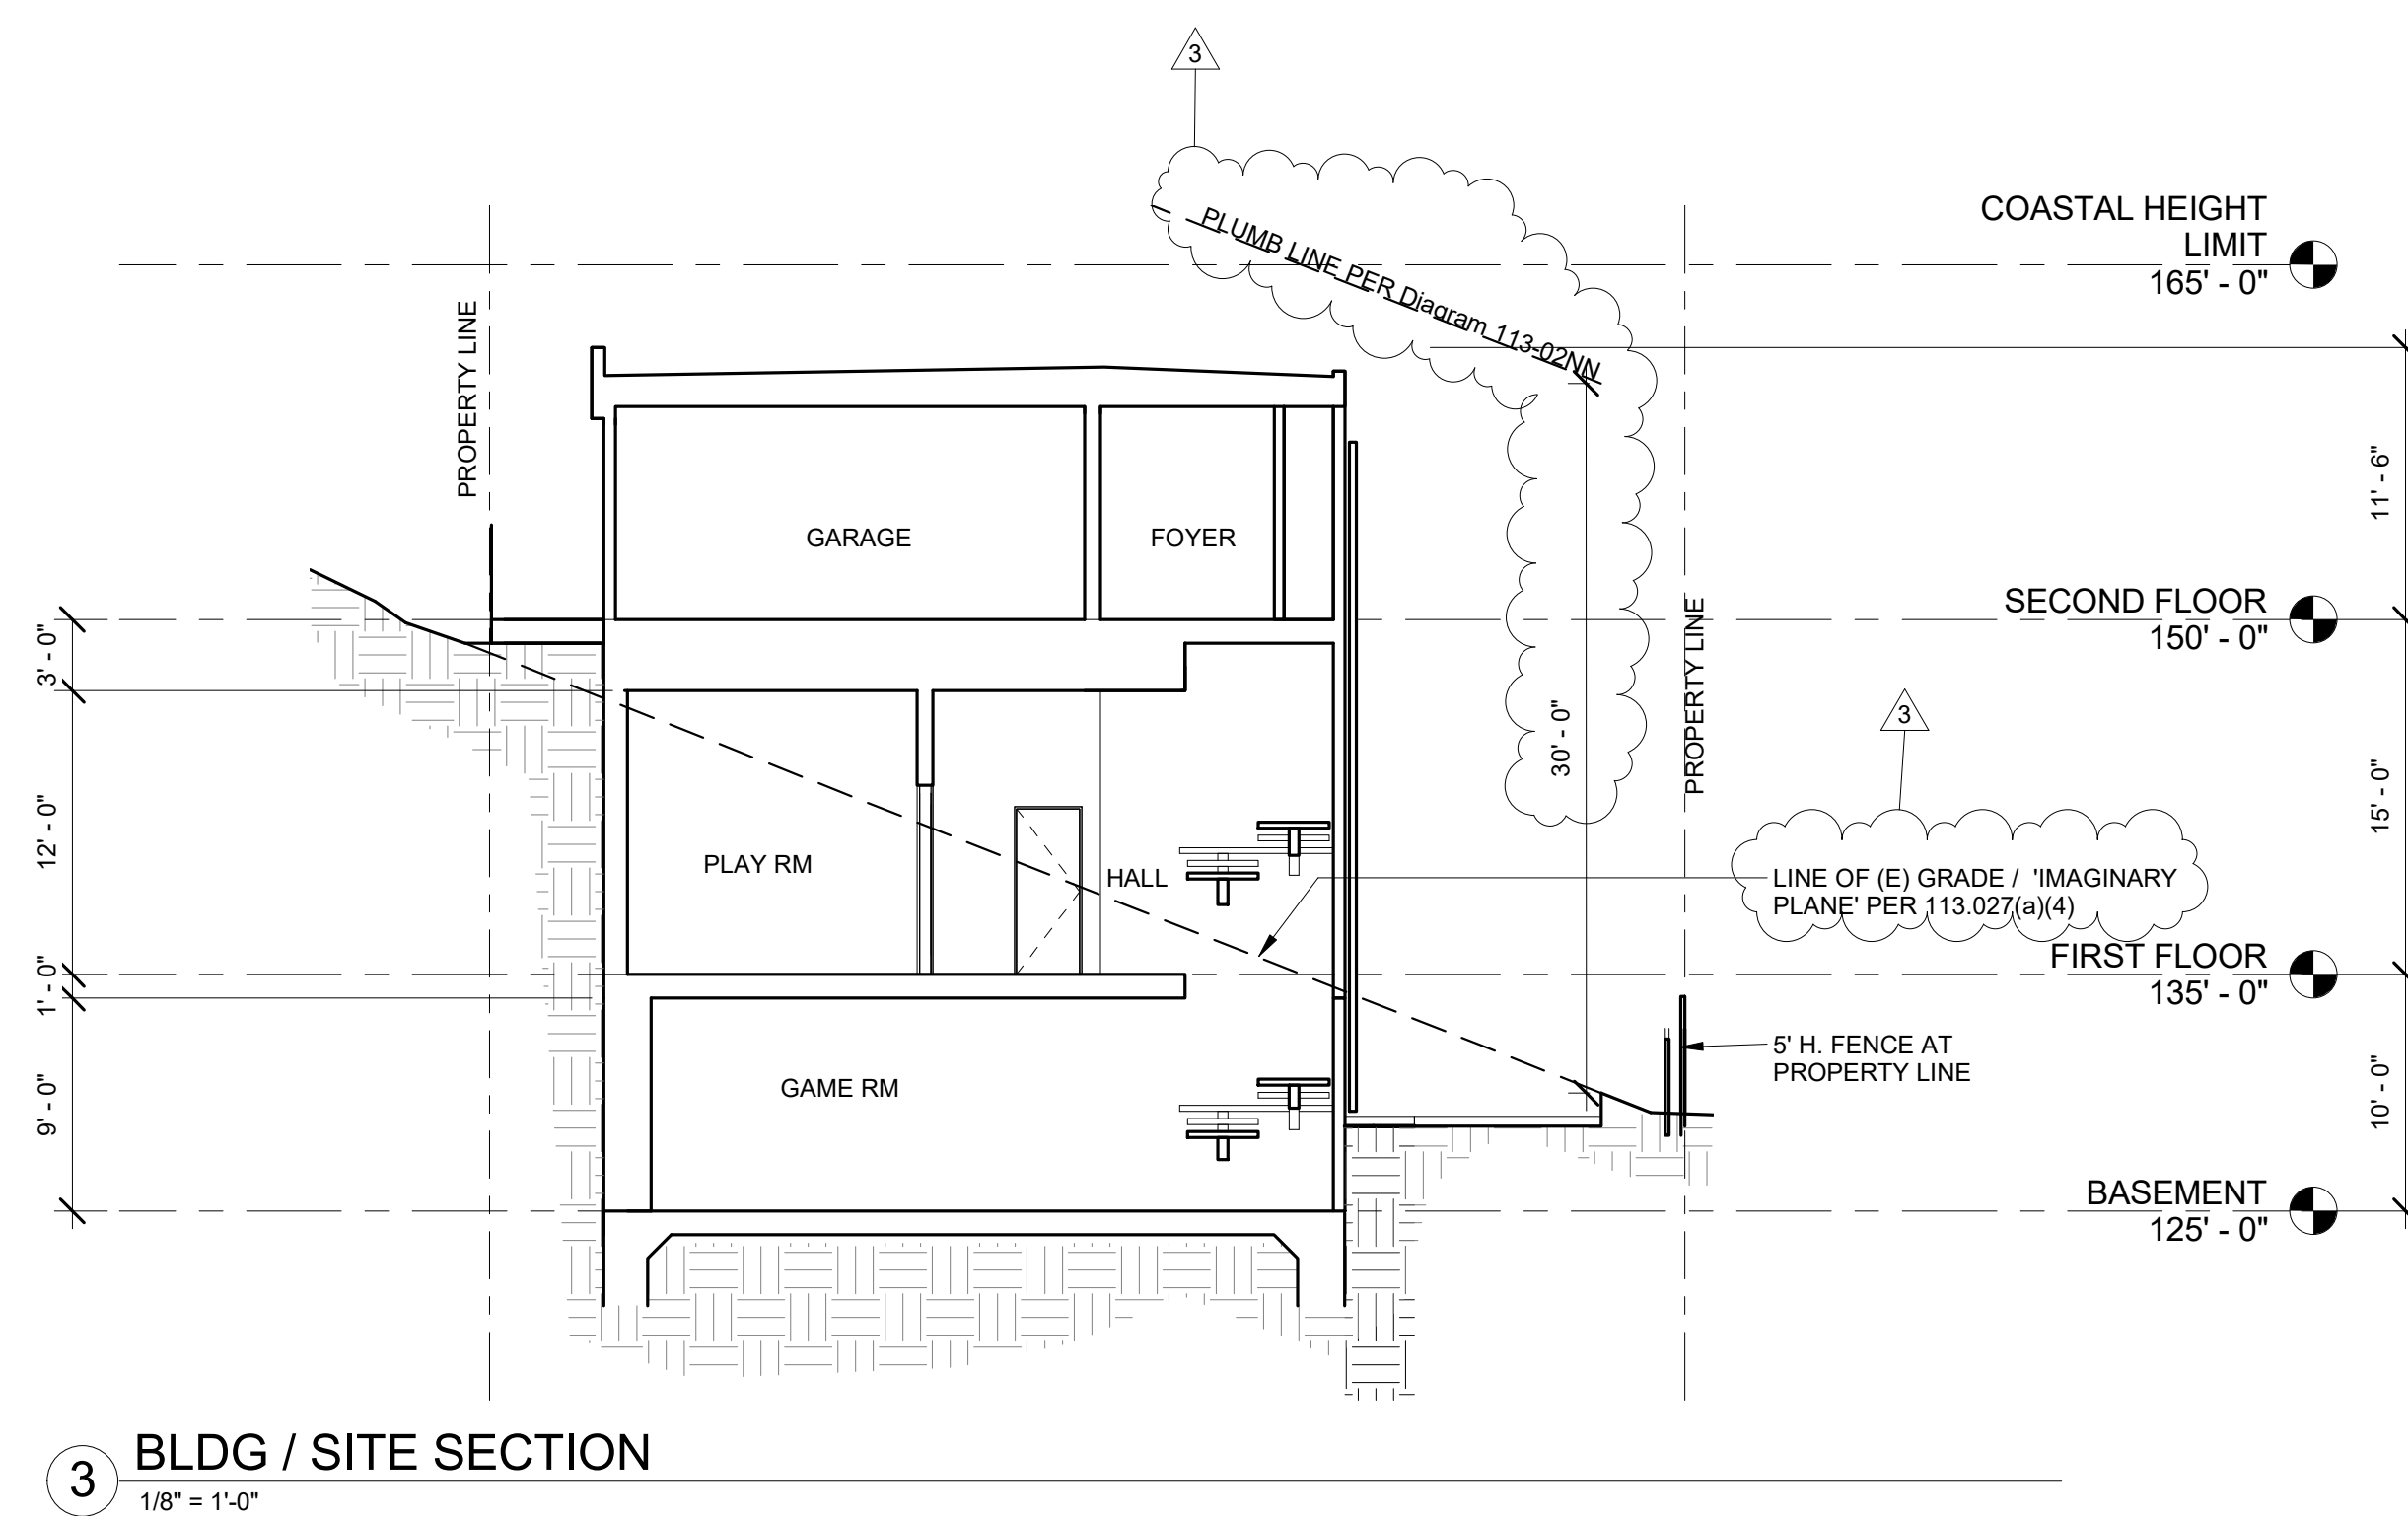 3
COASTAL HEIGHT
LIMIT
165' - 0"
PLUMB LINE PER Diagram 113-02NN
PROPERTY LINE
11' - 6"
GARAGE
FOYER
SECOND FLOOR
150' - 0"
PROPERTY LINE
3' - 0"
30' - 0"
3
15' - 0"
12' - 0"
PLAY RM
HALL
LINE OF (E) GRADE / 'IMAGINARY
PLANE' PER 113.027(a)(4)
FIRST FLOOR
135' - 0"
1' - 0"
5' H. FENCE AT
PROPERTY LINE
9' - 0"
GAME RM
10' - 0"
BASEMENT
125' - 0"
3
BLDG / SITE SECTION
1/8" = 1'-0"